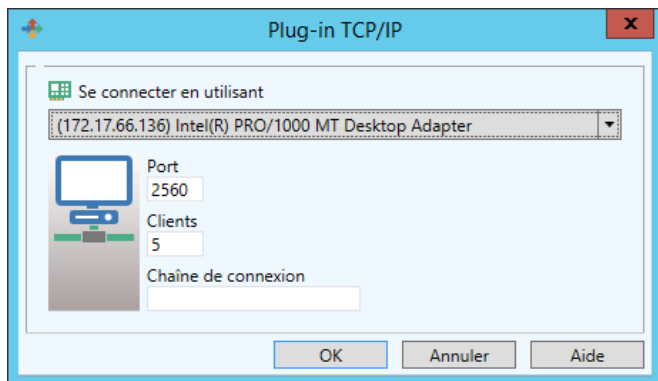 Plug-in TCP/IP
x
Se connecter en utilisant
(172.17.66.136) Intel(R) PRO/1000 MT Desktop Adapter
Port
2560
Clients
5
Chaîne de connexion
OK Annuler Aide